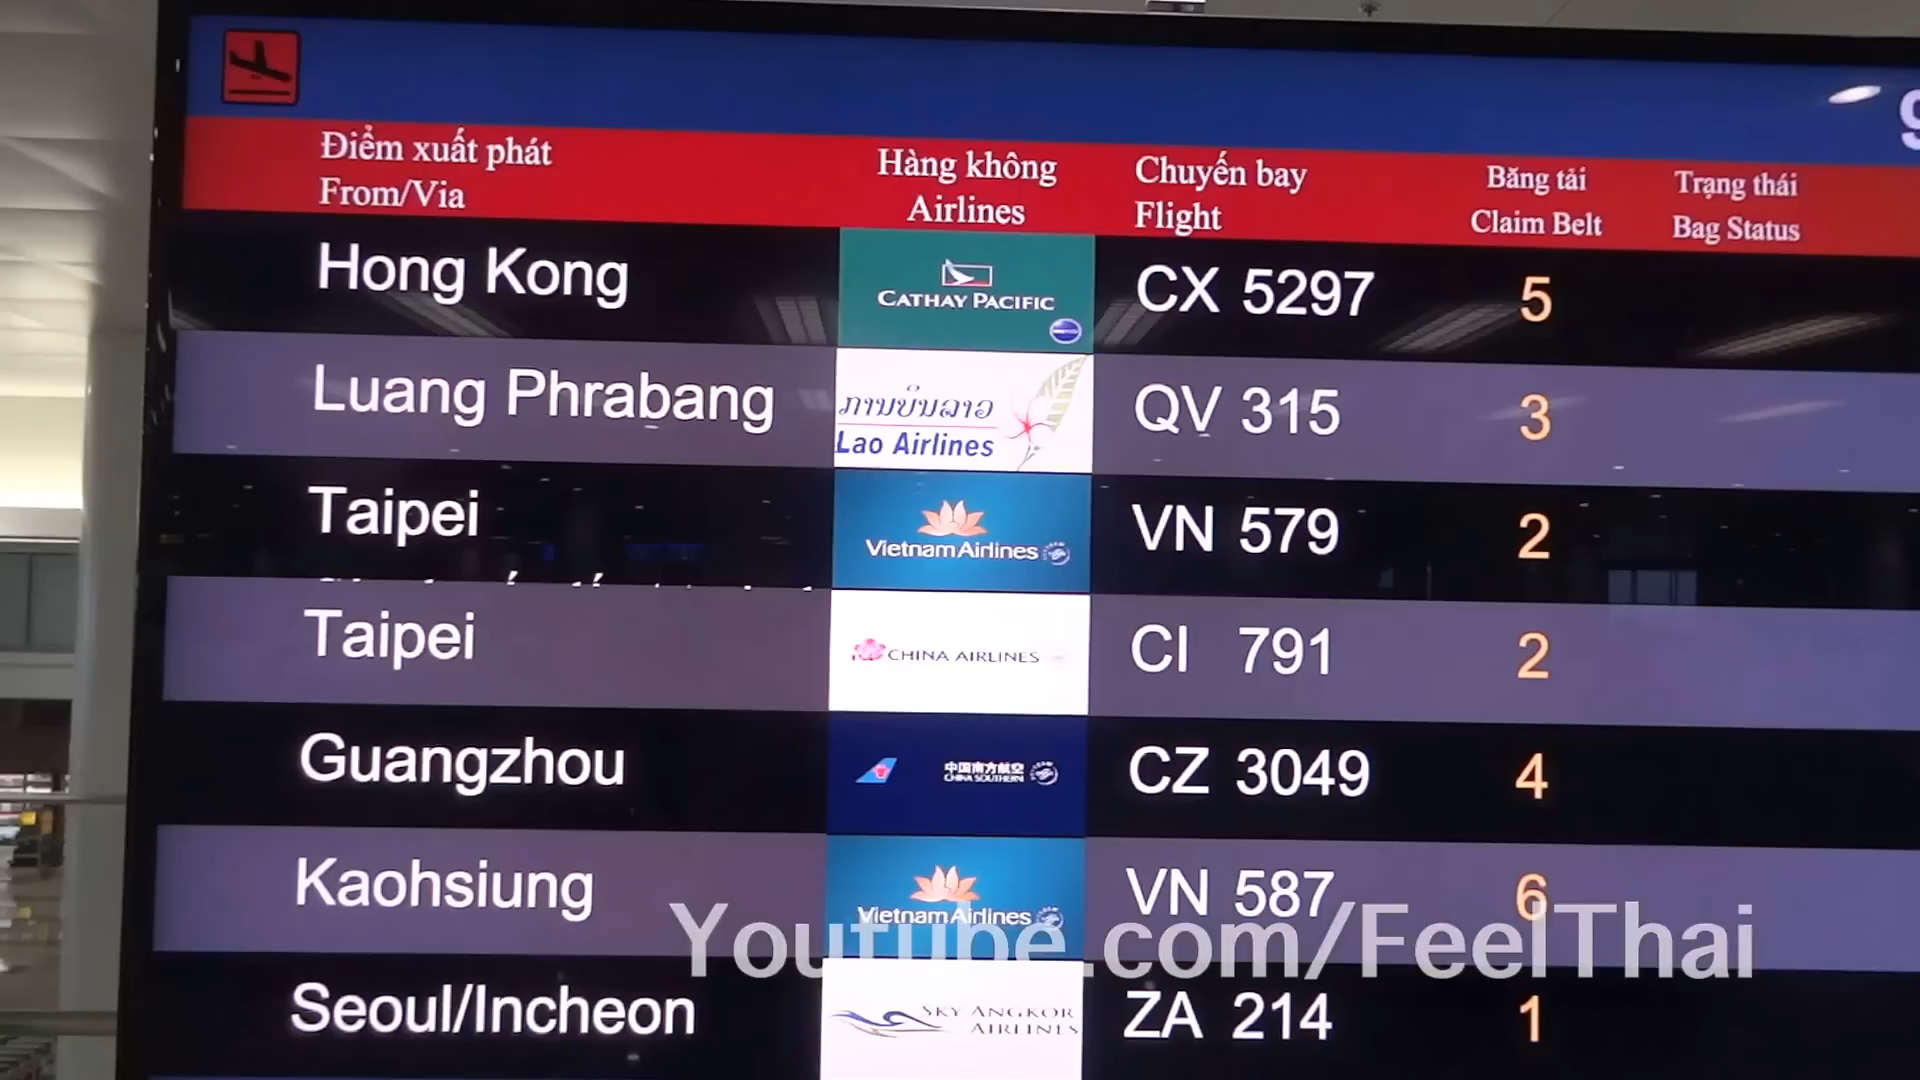 9
Điểm xuất phát
From/Via
Hàng không
Airlines
Chuyến bay
Flight
Băng tải
Claim Belt
Trạng thái
Bag Status
Hong Kong CATHAY PACIFIC CX 5297 5
Luang Phrabang ການບິນລາວ Lao Airlines QV 315 3
Taipei Vietnam Airlines VN 579 2
Taipei CHINA AIRLINES CI 791 2
Guangzhou 中国南方航空 CHINA SOUTHERN CZ 3049 4
Kaohsiung Vietnam Airlines VN 587 6
Youtube.com/FeelThai
Seoul/Incheon SKY ANGKOR AIRLINES ZA 214 1